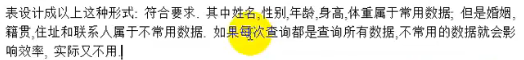 表设计成以上这种形式: 符合要求. 其中姓名,性别,年龄,身高,体重属于常用数据; 但是婚姻,
籍贯,住址和联系人属于不常用数据. 如果每次查询都是查询所有数据,不常用的数据就会影
响效率, 实际又不用.